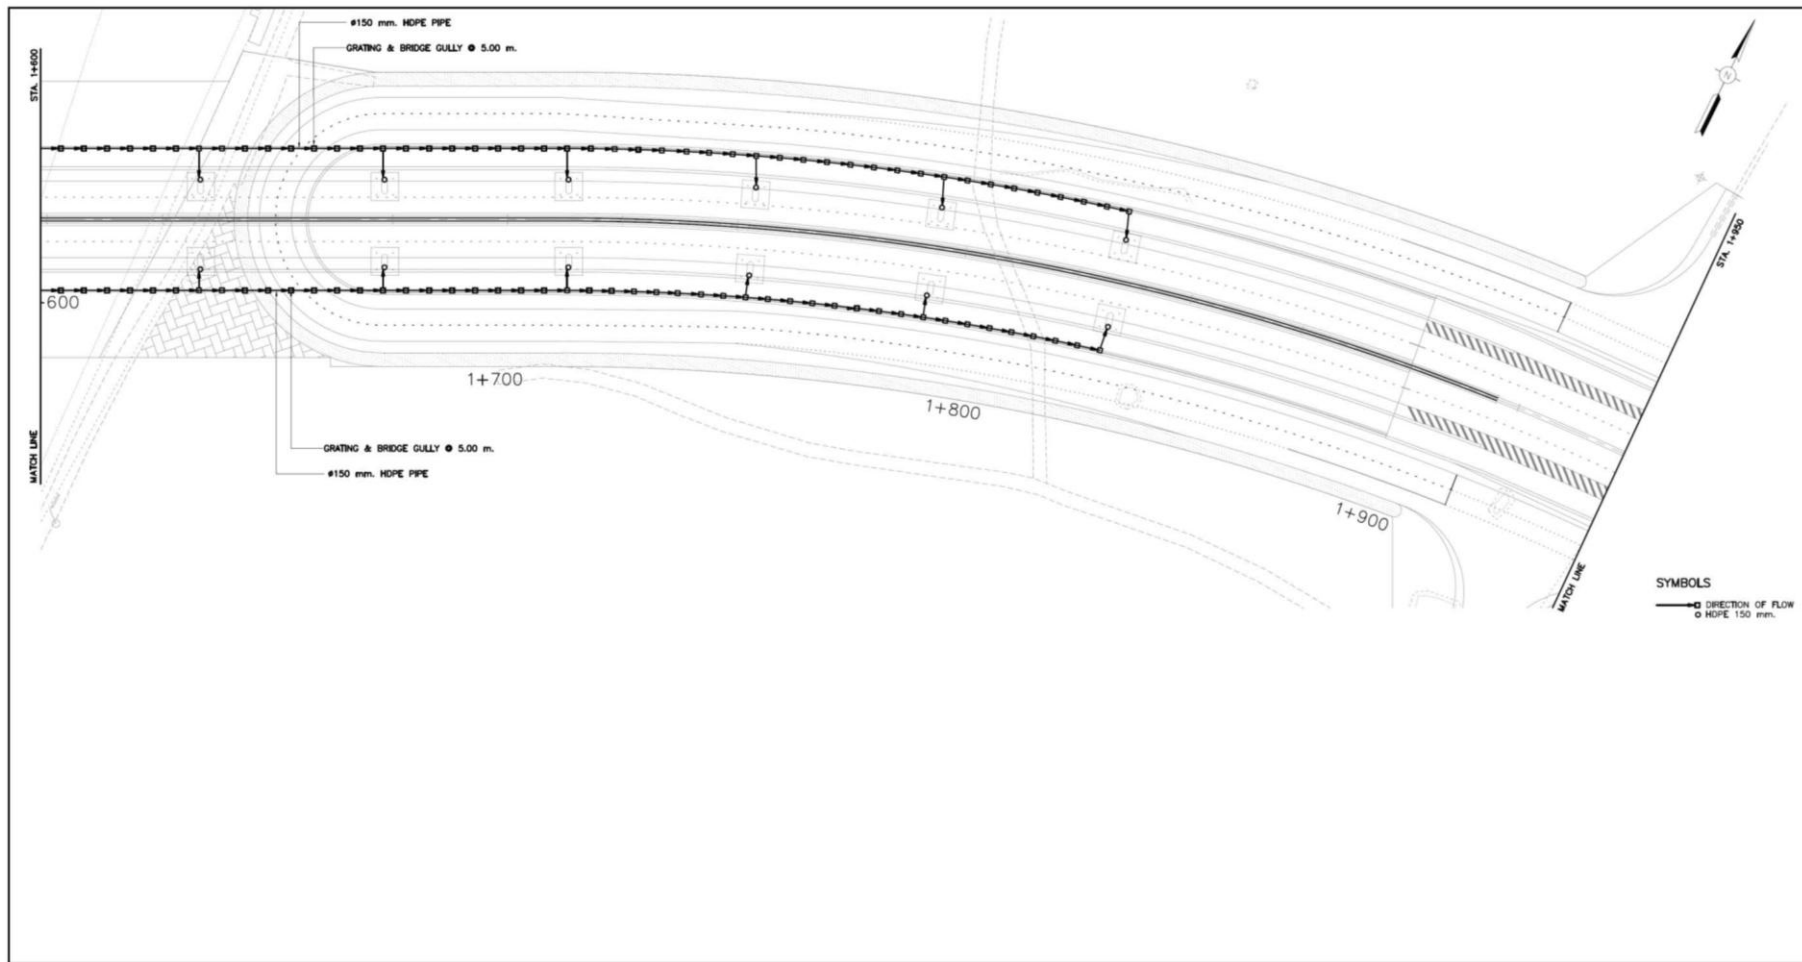 ø150 mm. HDPE PIPE
GRATING & BRIDGE GULLY @ 5.00 m.
STA. 1+600
N
STA. 1+950
-600
1+700
1+800
1+900
MATCH LINE
GRATING & BRIDGE GULLY @ 5.00 m.
ø150 mm. HDPE PIPE
MATCH LINE
SYMBOLS
DIRECTION OF FLOW
HDPE 150 mm.